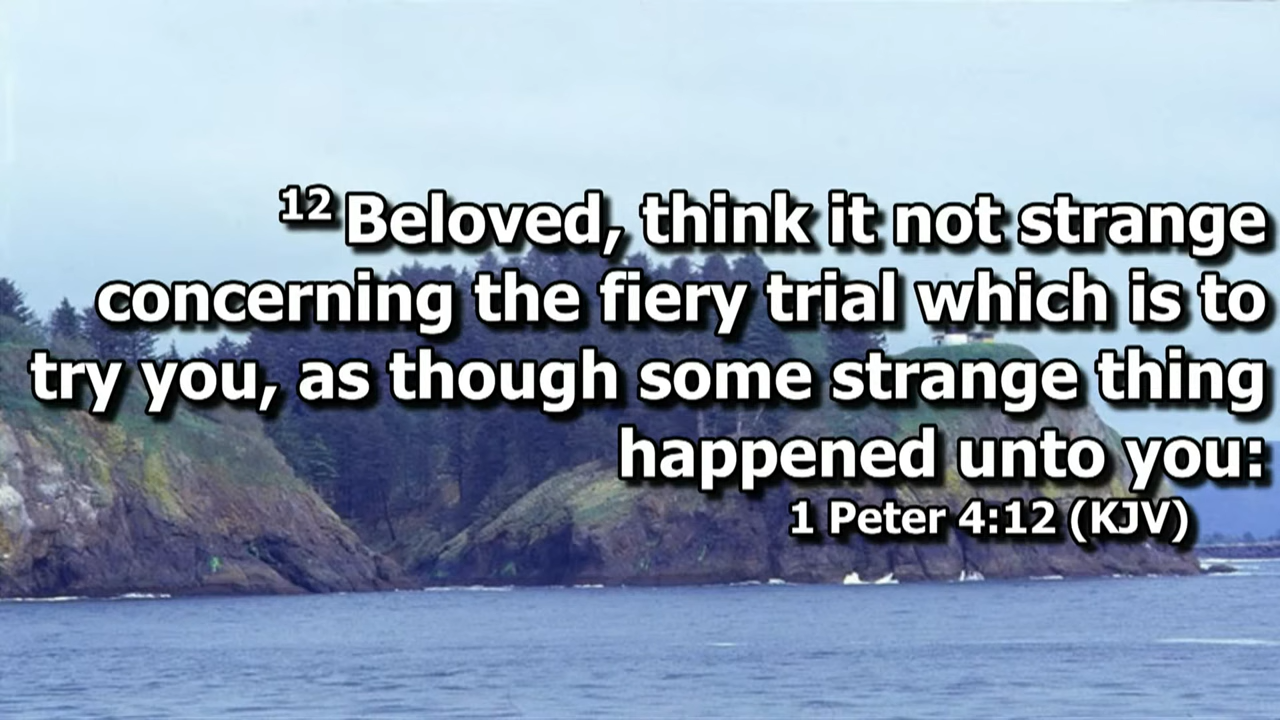 12 Beloved, think it not strange
concerning the fiery trial which is to
try you, as though some strange thing
happened unto you:
1 Peter 4:12 (KJV)